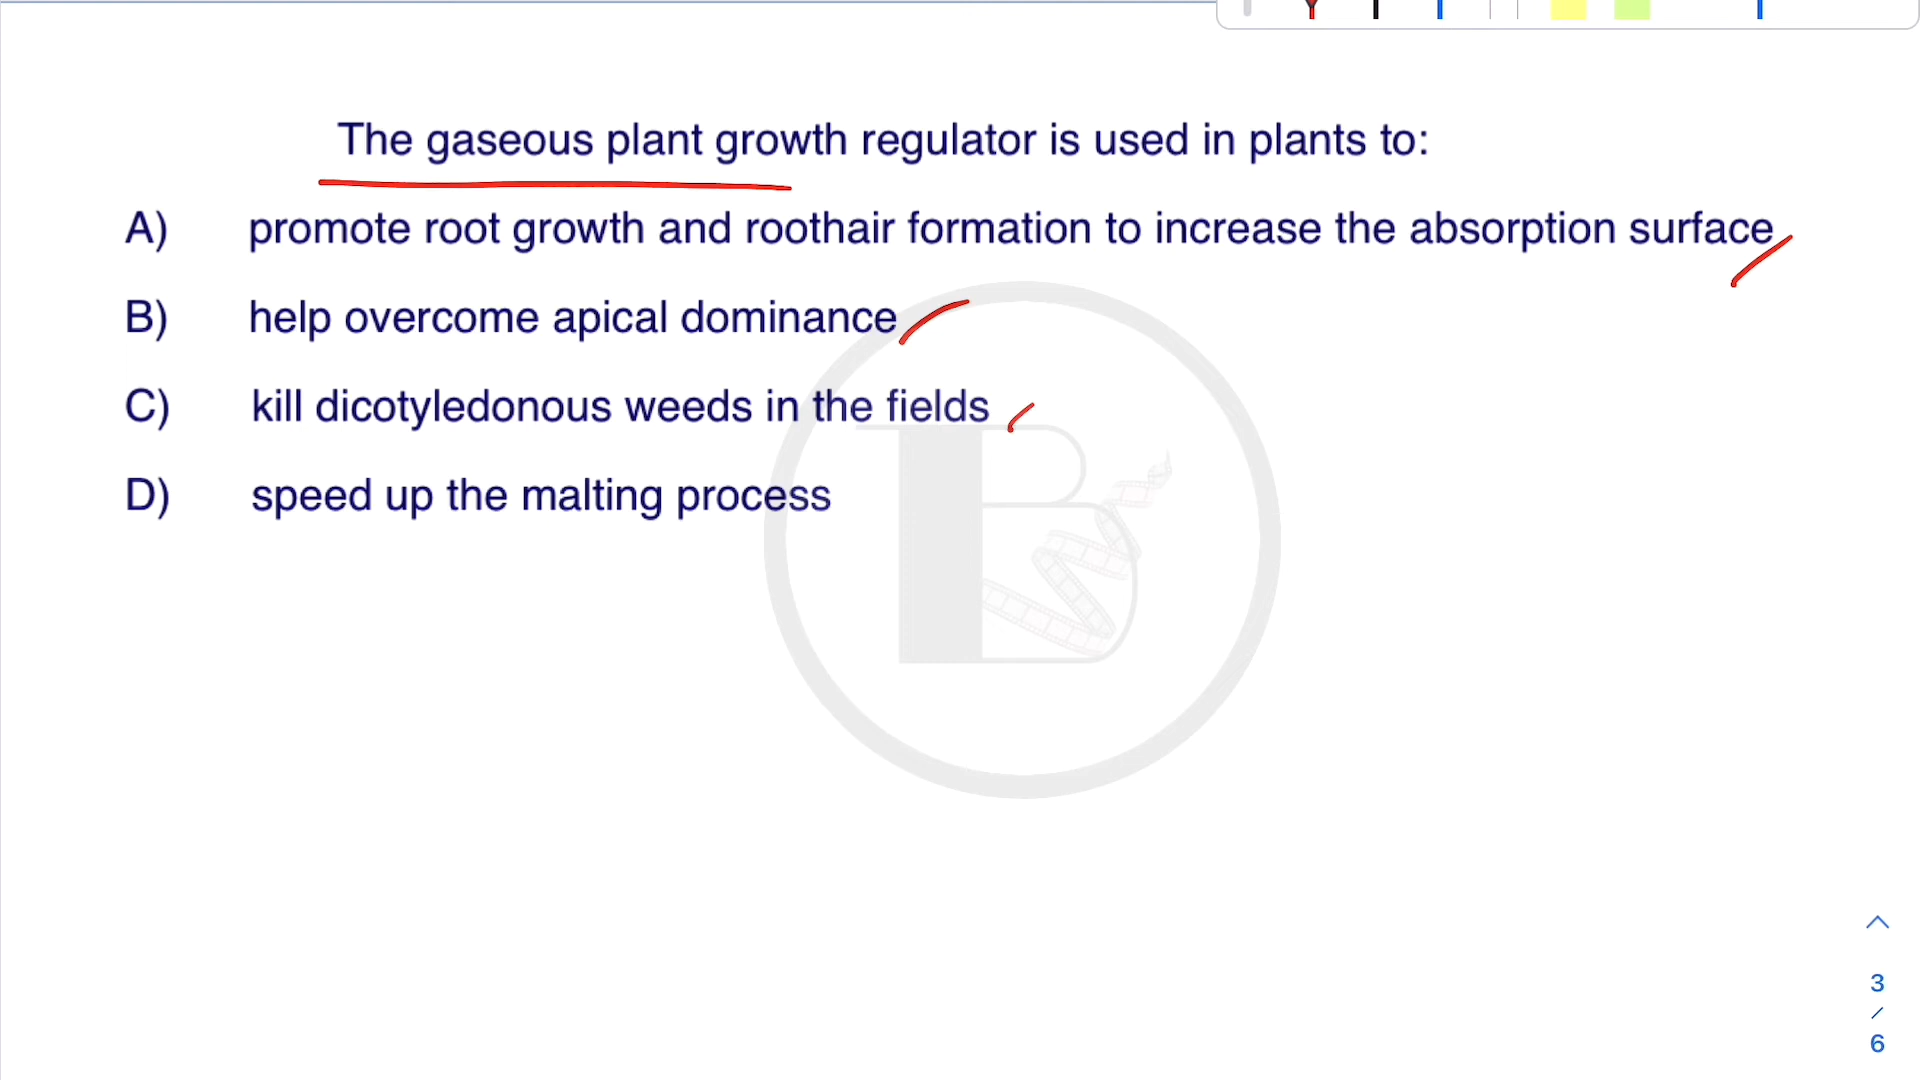 The gaseous plant growth regulator is used in plants to:
A) promote root growth and roothair formation to increase the absorption surface
B) help overcome apical dominance
C) kill dicotyledonous weeds in the fields
D) speed up the malting process
B
3
/
6